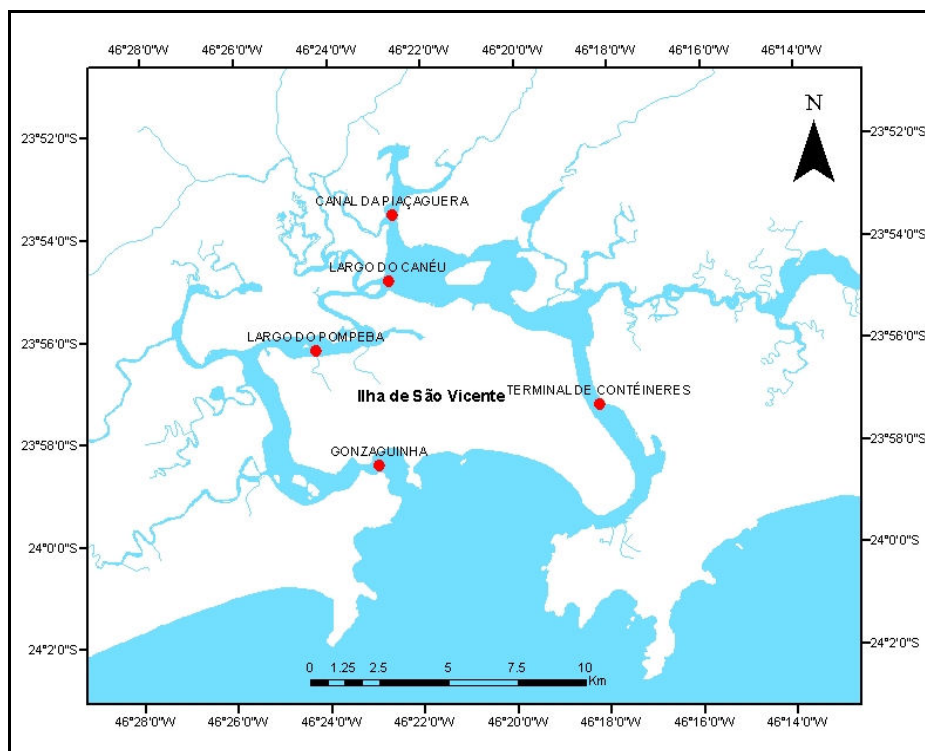 46°28'0"W 46°26'0"W 46°24'0"W 46°22'0"W 46°20'0"W 46°18'0"W 46°16'0"W 46°14'0"W
N
23°52'0"S 23°52'0"S
CANAL DA PIAÇAGUERA
23°54'0"S 23°54'0"S
LARGO DO CANÉU
LARGO DO POMPEBA
23°56'0"S 23°56'0"S
TERMINAL DE CONTÉINERES
Ilha de São Vicente
23°58'0"S 23°58'0"S
GONZAGUINHA
24°0'0"S 24°0'0"S
24°2'0"S 24°2'0"S
0 1.25 2.5 5 7.5 10
Km
46°28'0"W 46°26'0"W 46°24'0"W 46°22'0"W 46°20'0"W 46°18'0"W 46°16'0"W 46°14'0"W